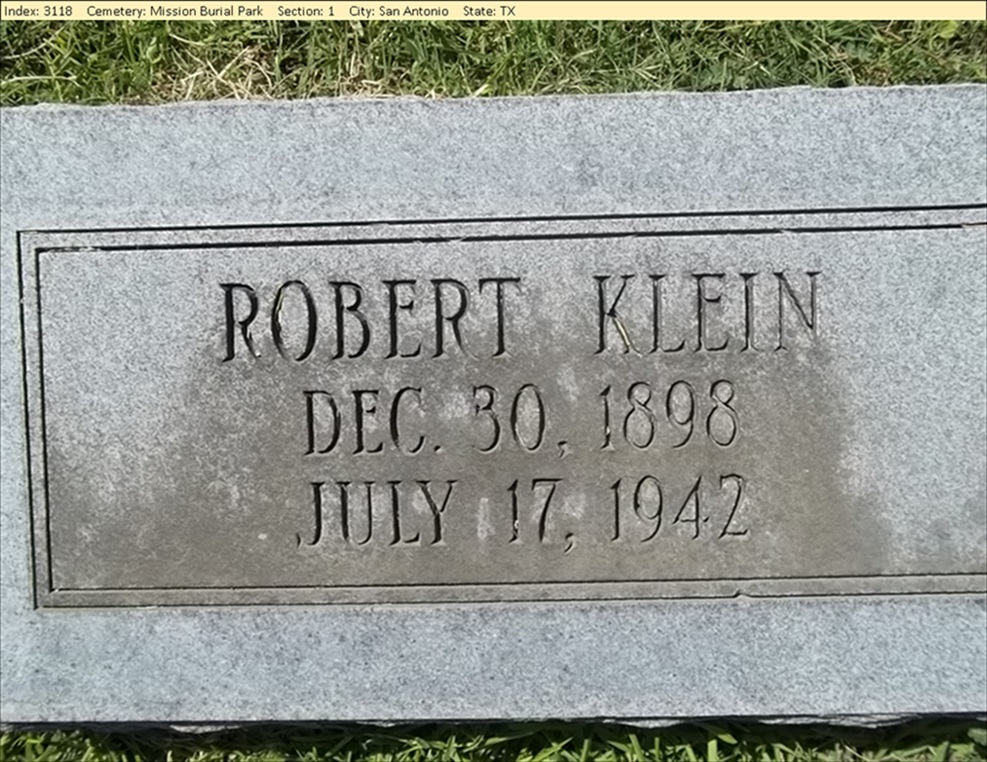 Index: 3118 Cemetery: Mission Burial Park Section: 1 City: San Antonio State: TX
ROBERT KLEIN
DEC. 30, 1898
JULY 17, 1942